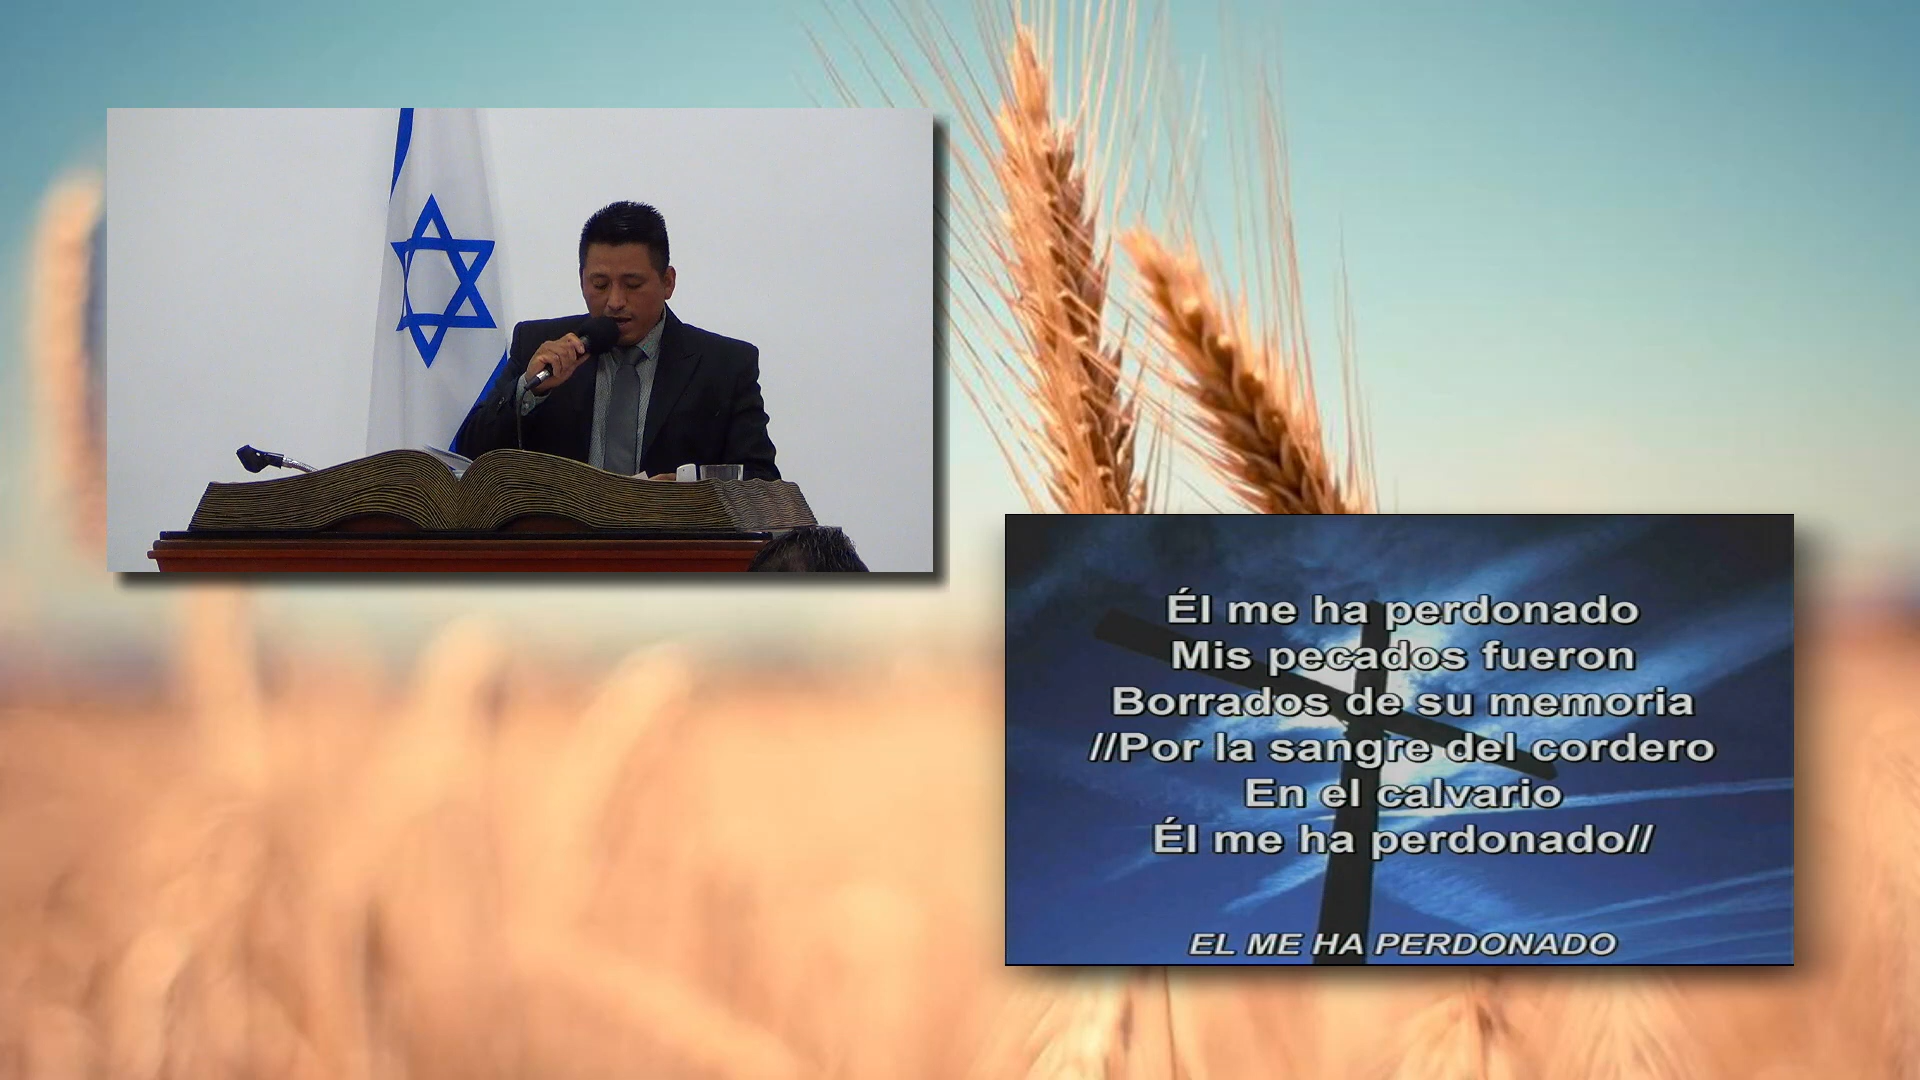 Él me ha perdonado
Mis pecados fueron
Borrados de su memoria
//Por la sangre del cordero
En el calvario
Él me ha perdonado//
EL ME HA PERDONADO